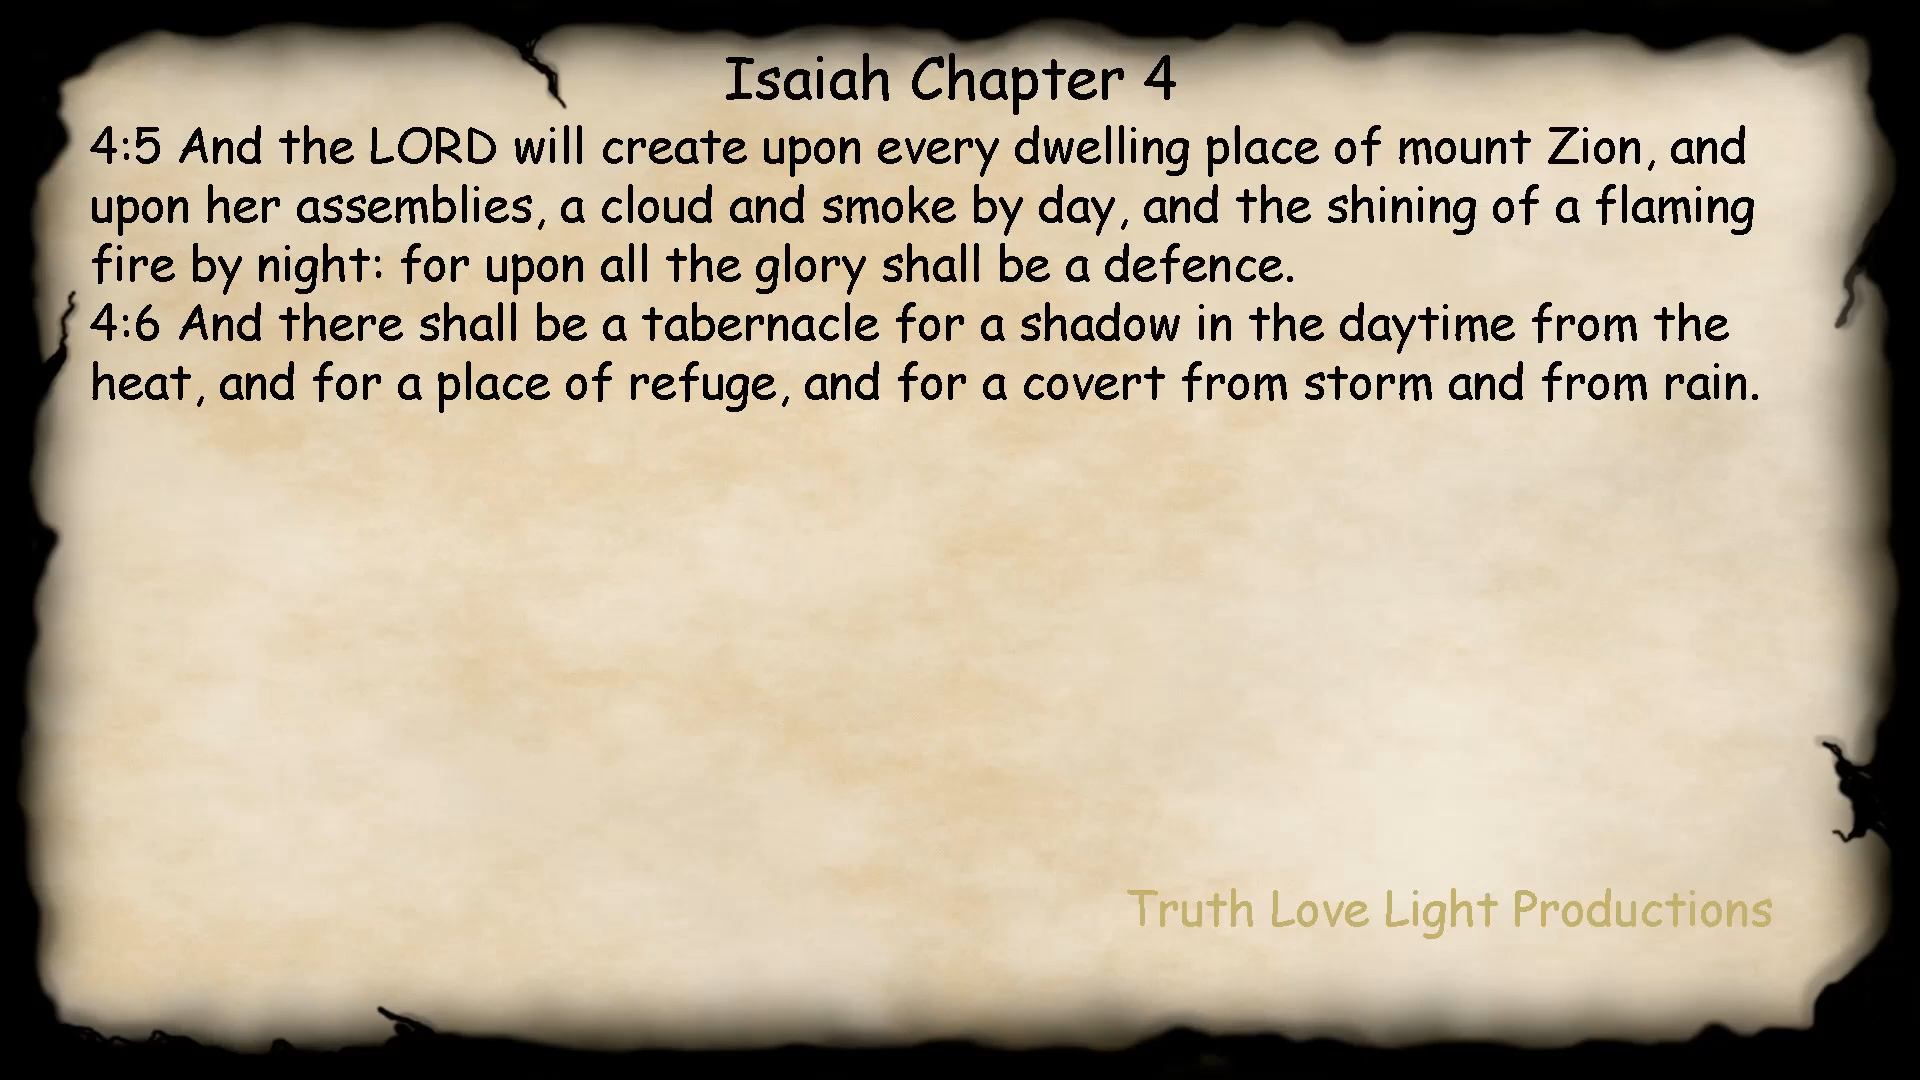 Isaiah Chapter 4
4:5 And the LORD will create upon every dwelling place of mount Zion, and
upon her assemblies, a cloud and smoke by day, and the shining of a flaming
fire by night: for upon all the glory shall be a defence.
4:6 And there shall be a tabernacle for a shadow in the daytime from the
heat, and for a place of refuge, and for a covert from storm and from rain.
Truth Love Light Productions